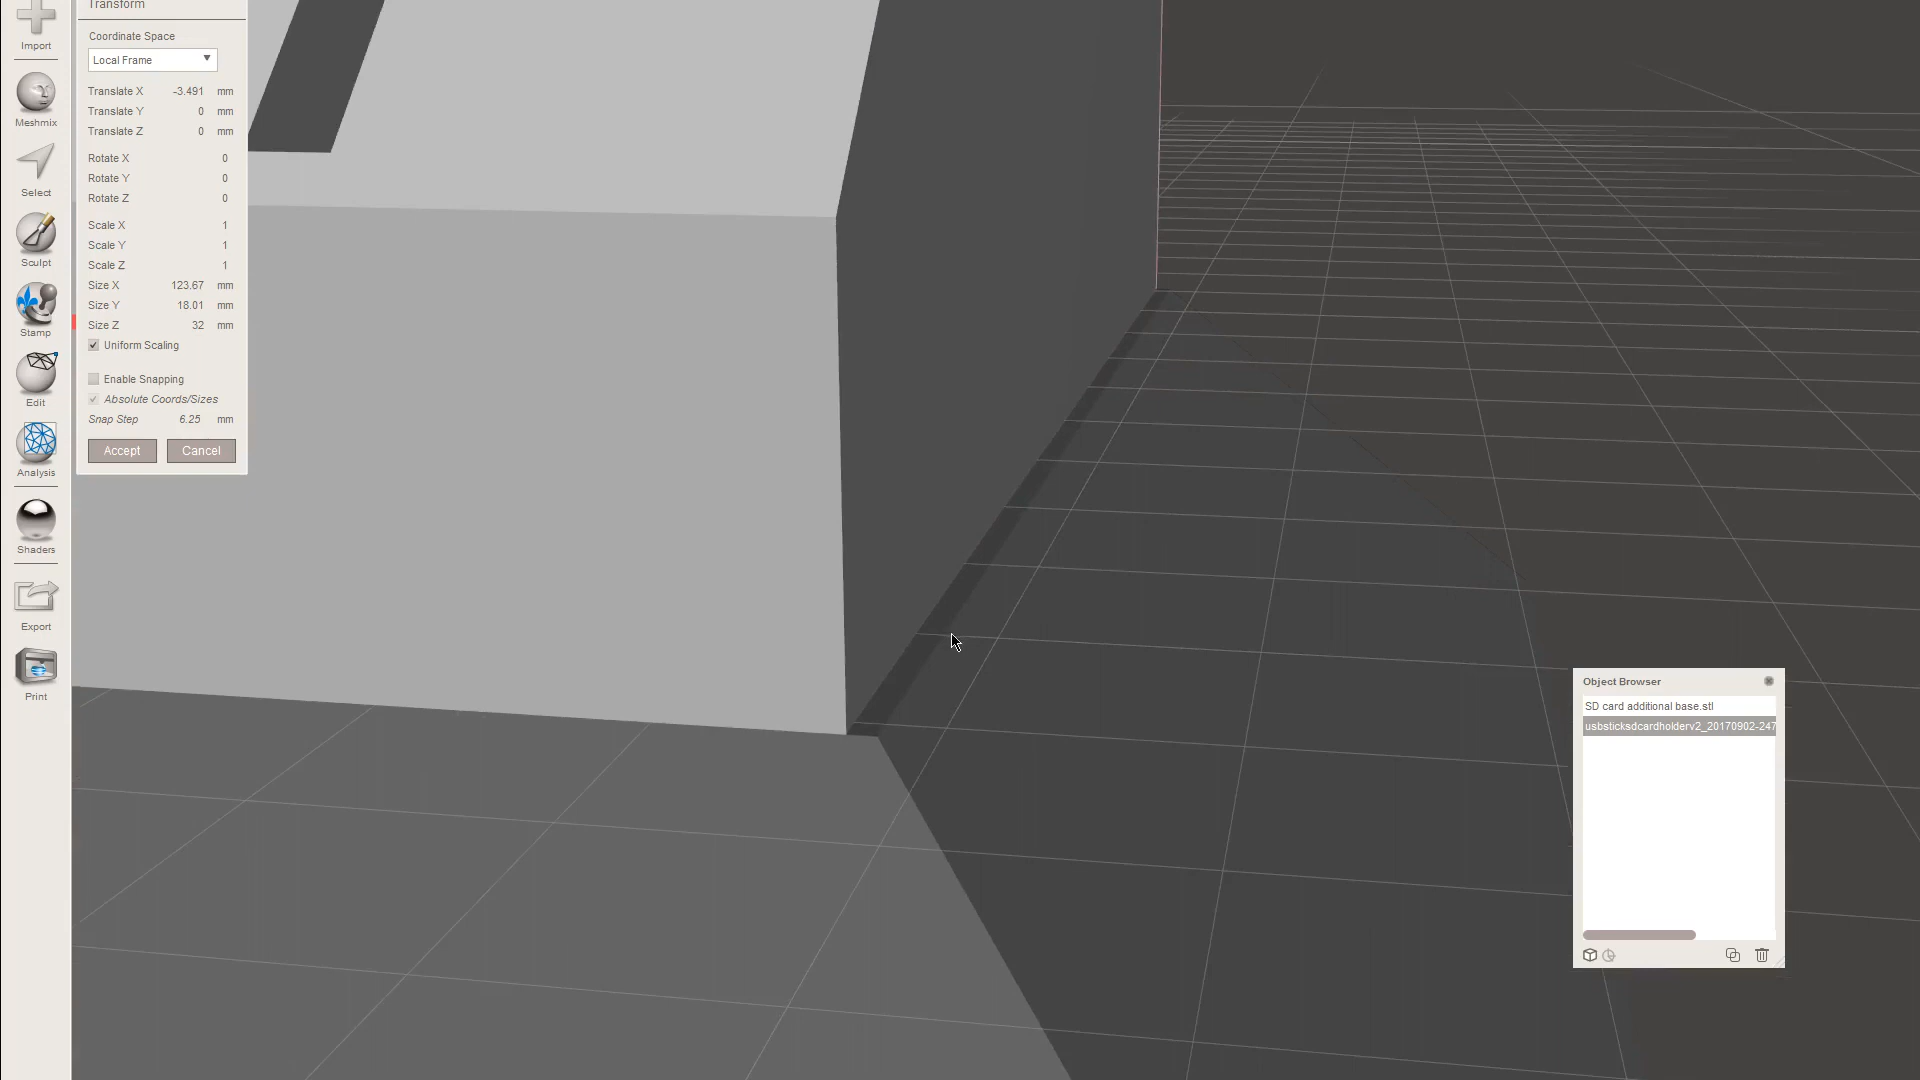 Transform
Import
Coordinate Space
Local Frame
Translate X -3.491 mm
Translate Y 0 mm
Translate Z 0 mm
Meshmix
Rotate X 0
Rotate Y 0
Rotate Z 0
Select
Scale X 1
Scale Y 1
Scale Z 1
Sculpt
Size X 123.67 mm
Size Y 18.01 mm
Size Z 32 mm
Stamp
Uniform Scaling
Enable Snapping
Absolute Coords/Sizes
Edit
Snap Step 6.25 mm
Accept Cancel
Analysis
Shaders
Export
Print
Object Browser
SD card additional base.stl
usbsticksdcardholderv2_20170902-247